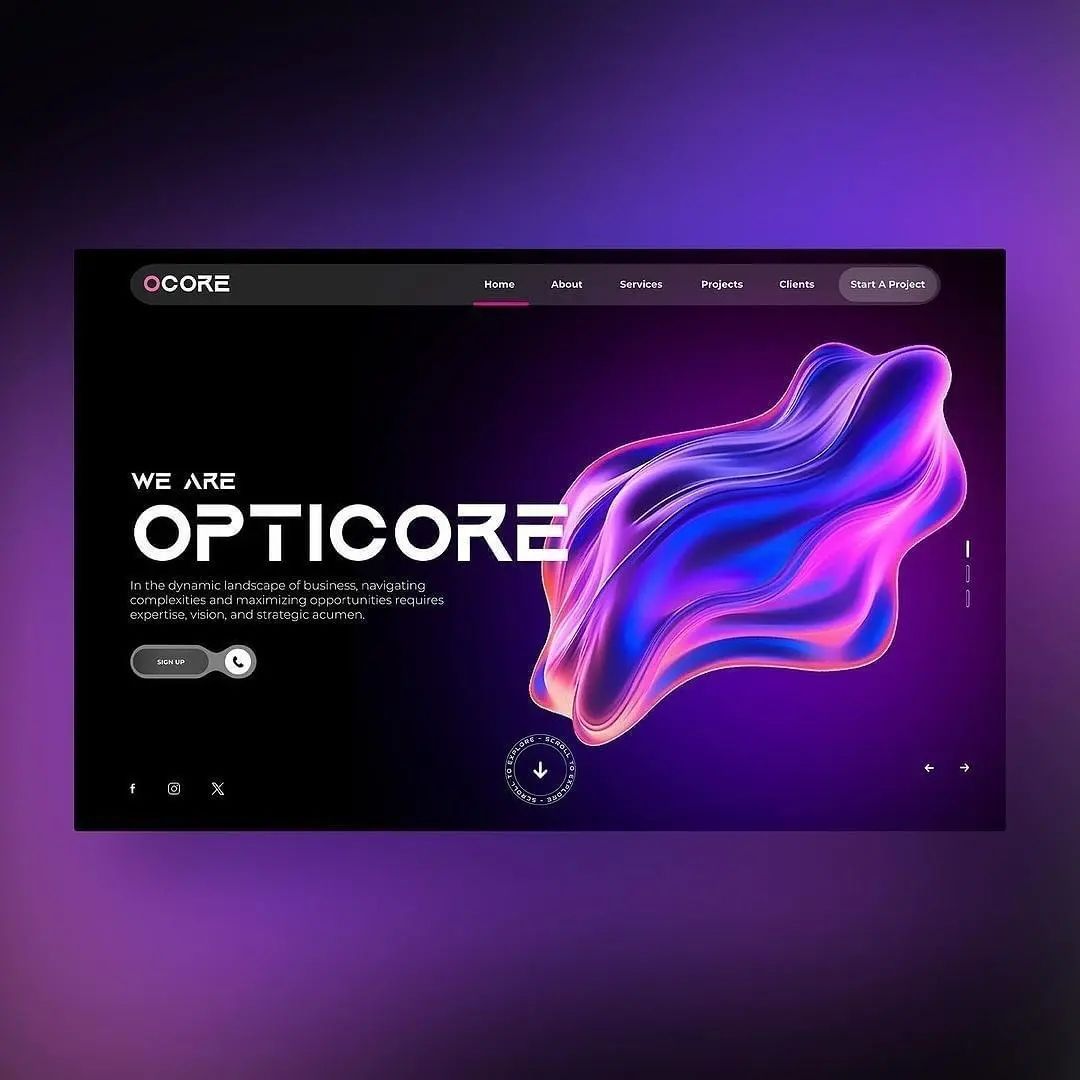 OCORE
Home About Services Projects Clients Start A Project
WE ARE
OPTICORE
In the dynamic landscape of business, navigating
complexities and maximizing opportunities requires
expertise, vision, and strategic acumen.
SIGN UP
SCROLL TO EXPLORE - SCROLL TO EXPLORE -